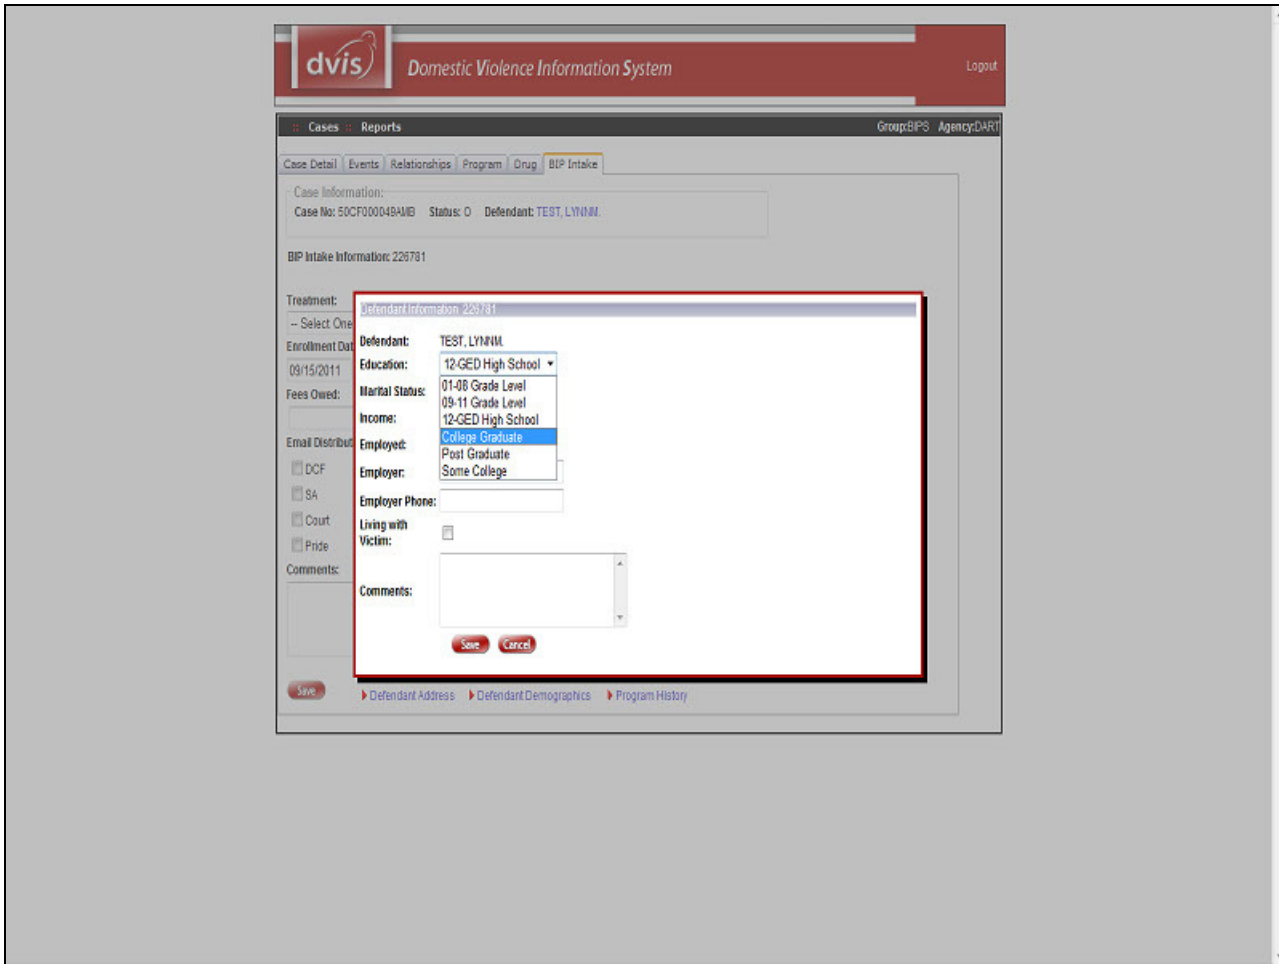 dvis
Domestic Violence Information System
Logout
:: Cases :: Reports
Group:BIPS Agency:DART
Case Detail Events Relationships Program Drug BIP Intake
Case Information:
Case No: 50CF000049AMB Status: O Defendant: TEST, LYNNM.
BIP Intake Information: 226781
Treatment:
-- Select One
Enrollment Dat
09/15/2011
Fees Owed:
Email Distribut
DCF
SA
Court
Pride
Comments:
Save
Defendant Information: 226781
Defendant: TEST, LYNNM.
Education: 12-GED High School
01-08 Grade Level
09-11 Grade Level
12-GED High School
College Graduate
Post Graduate
Some College
Marital Status:
Income:
Employed:
Employer:
Employer Phone:
Living with
Victim:
Comments:
Save Cancel
Defendant Address Defendant Demographics Program History